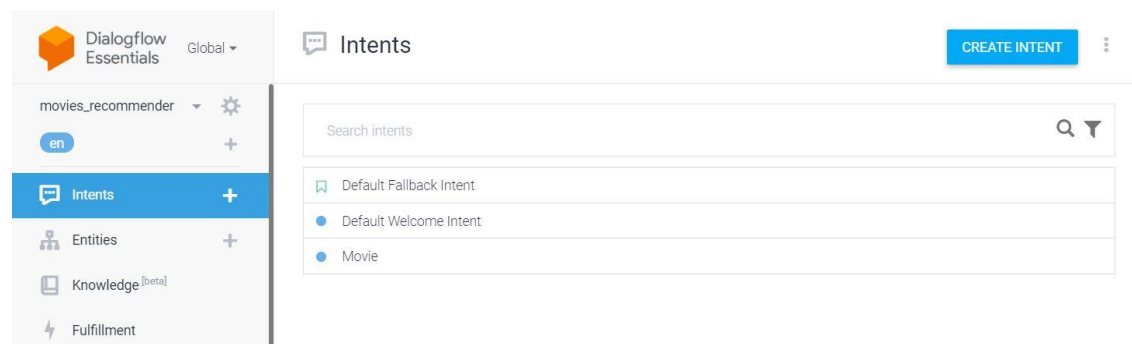 Dialogflow
Essentials
Global
Intents
CREATE INTENT
movies_recommender
en
Search intents
Intents
Default Fallback Intent
Default Welcome Intent
Entities
Movie
Knowledge [beta]
Fulfillment